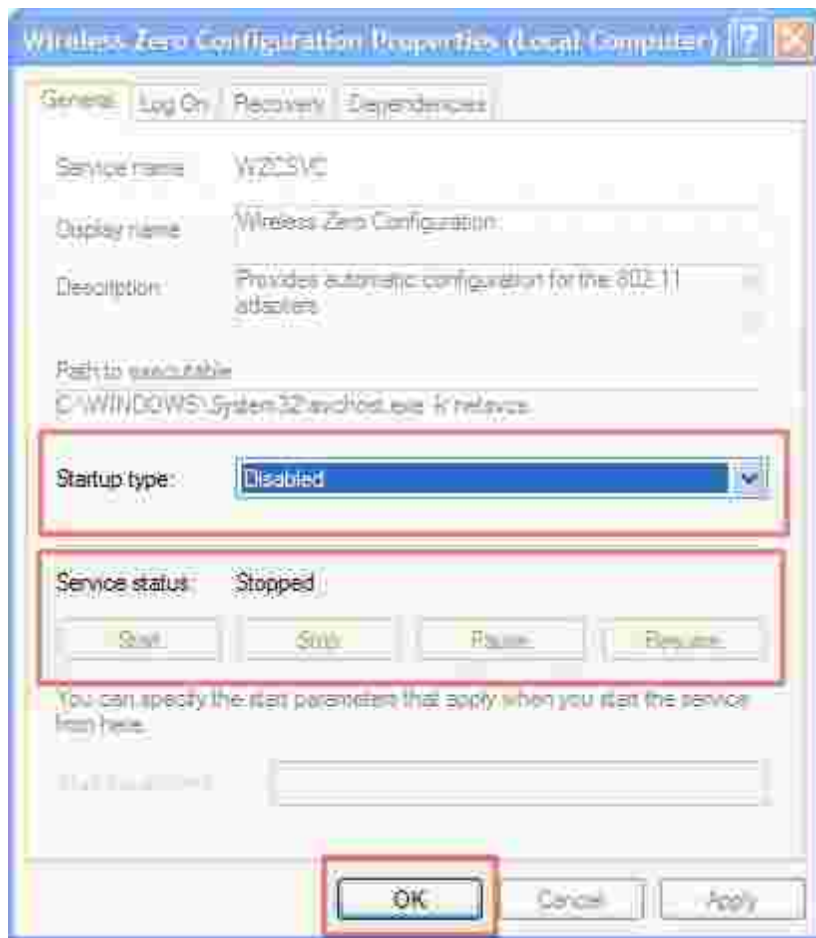 Wireless Zero Configuration Properties (Local Computer)
General Log On Recovery Dependencies
Service name WZCSVC
Display name Wireless Zero Configuration
Description: Provides automatic configuration for the 802.11
adapters
Path to executable
C:\WINDOWS\System32\svchost.exe -k netsvcs
Startup type: Disabled
Service status: Stopped
Start Stop Pause Resume
You can specify the start parameters that apply when you start the service
from here.
OK Cancel Apply